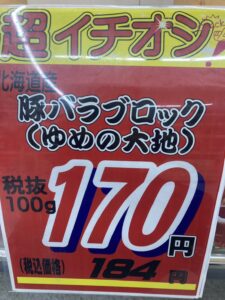 超イチオシ!
北海道産
豚バラブロック
(ゆめの大地)
税抜
100g
170円
(税込価格) 184円